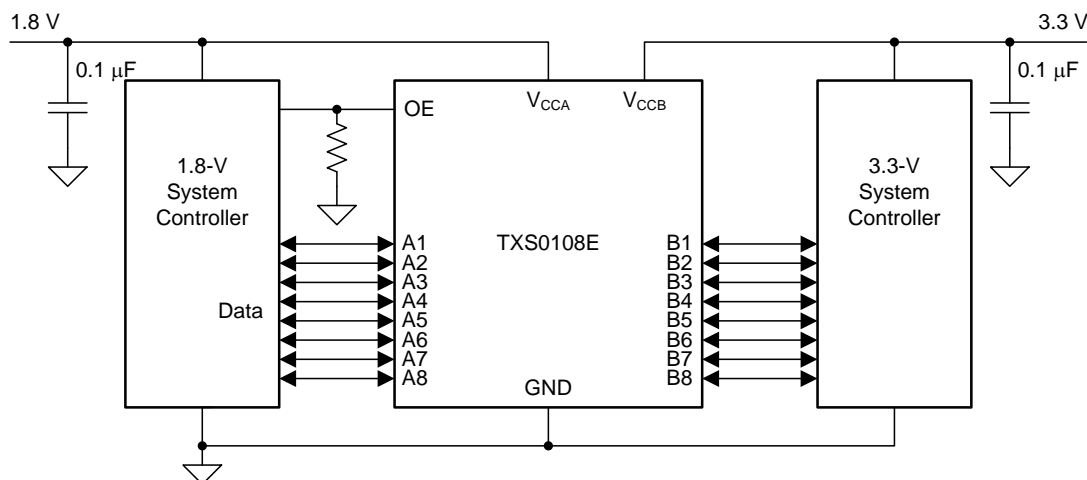 1.8 V
3.3 V
0.1 μF
0.1 μF
OE
VCCA
VCCB
1.8-V
System
Controller
3.3-V
System
Controller
TXS0108E
Data
A1
A2
A3
A4
A5
A6
A7
A8
B1
B2
B3
B4
B5
B6
B7
B8
GND